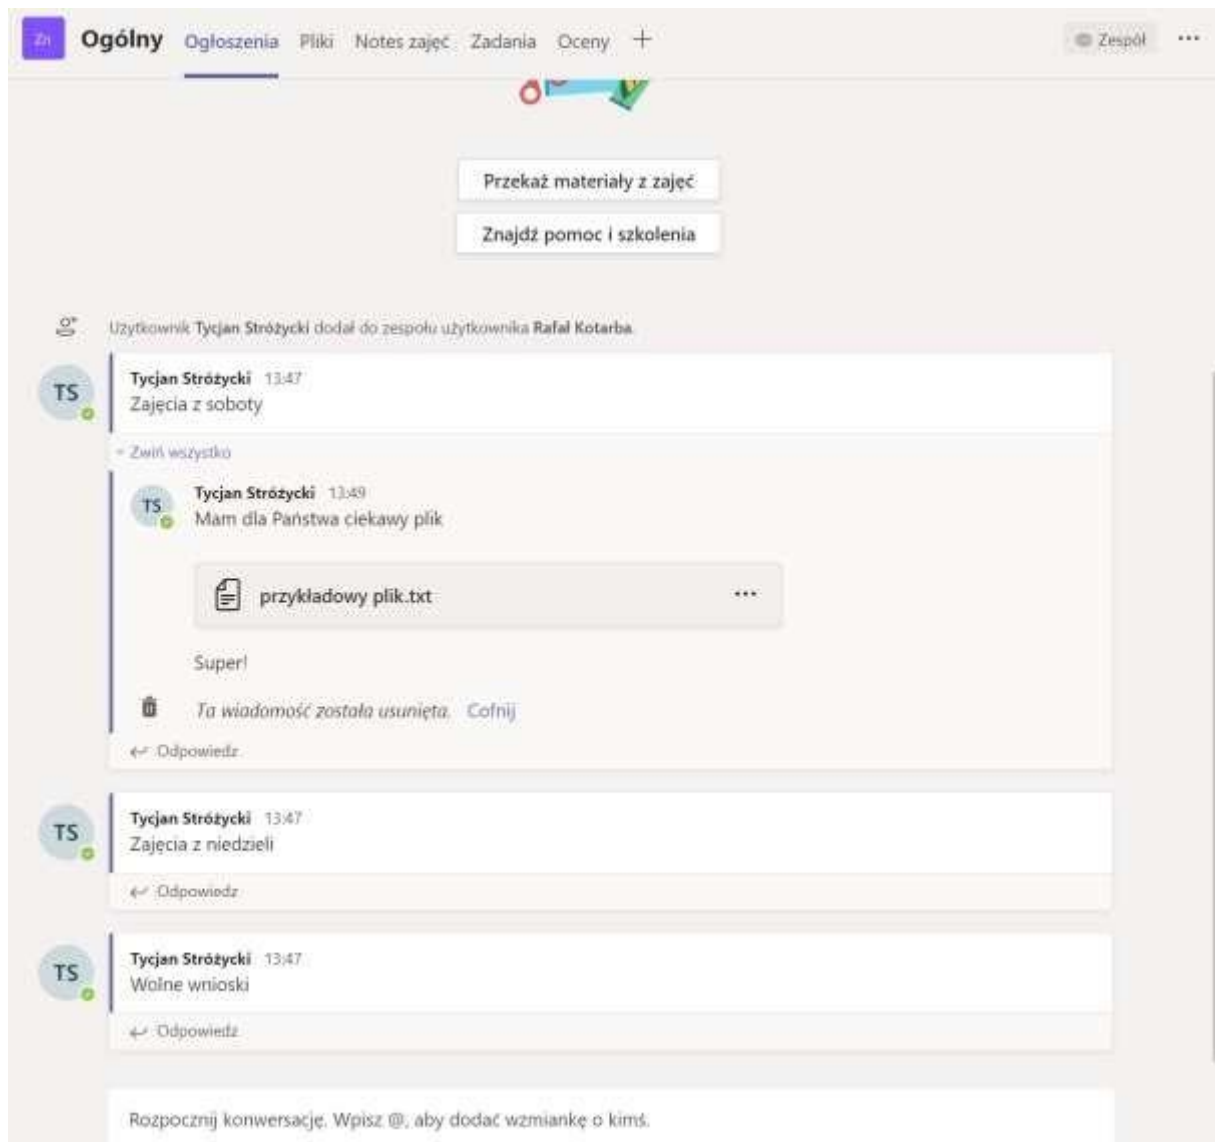 Zn Ogólny Ogłoszenia Pliki Notes zajęć Zadania Oceny + Zespół ...
Przekaż materiały z zajęć
Znajdź pomoc i szkolenia
Użytkownik Tycjan Stróżycki dodał do zespołu użytkownika Rafał Kotarba.
TS
Tycjan Stróżycki 13:47
Zajęcia z soboty
Zwiń wszystko
TS
Tycjan Stróżycki 13:49
Mam dla Państwa ciekawy plik
przykładowy plik.txt ...
Super!
Ta wiadomość została usunięta. Cofnij
Odpowiedz
TS
Tycjan Stróżycki 13:47
Zajęcia z niedzieli
Odpowiedz
TS
Tycjan Stróżycki 13:47
Wolne wnioski
Odpowiedz
Rozpocznij konwersację. Wpisz @, aby dodać wzmiankę o kimś.